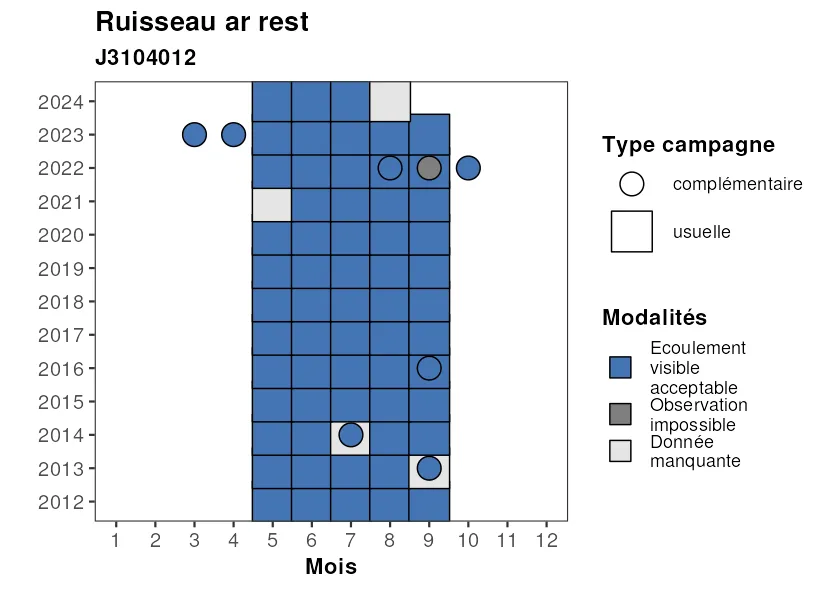 Ruisseau ar rest
J3104012
2024
2023
2022
2021
2020
2019
2018
2017
2016
2015
2014
2013
2012
1 2 3 4 5 6 7 8 9 10 11 12
Mois
Type campagne
complémentaire
usuelle
Modalités
Ecoulement
visible
acceptable
Observation
impossible
Donnée
manquante